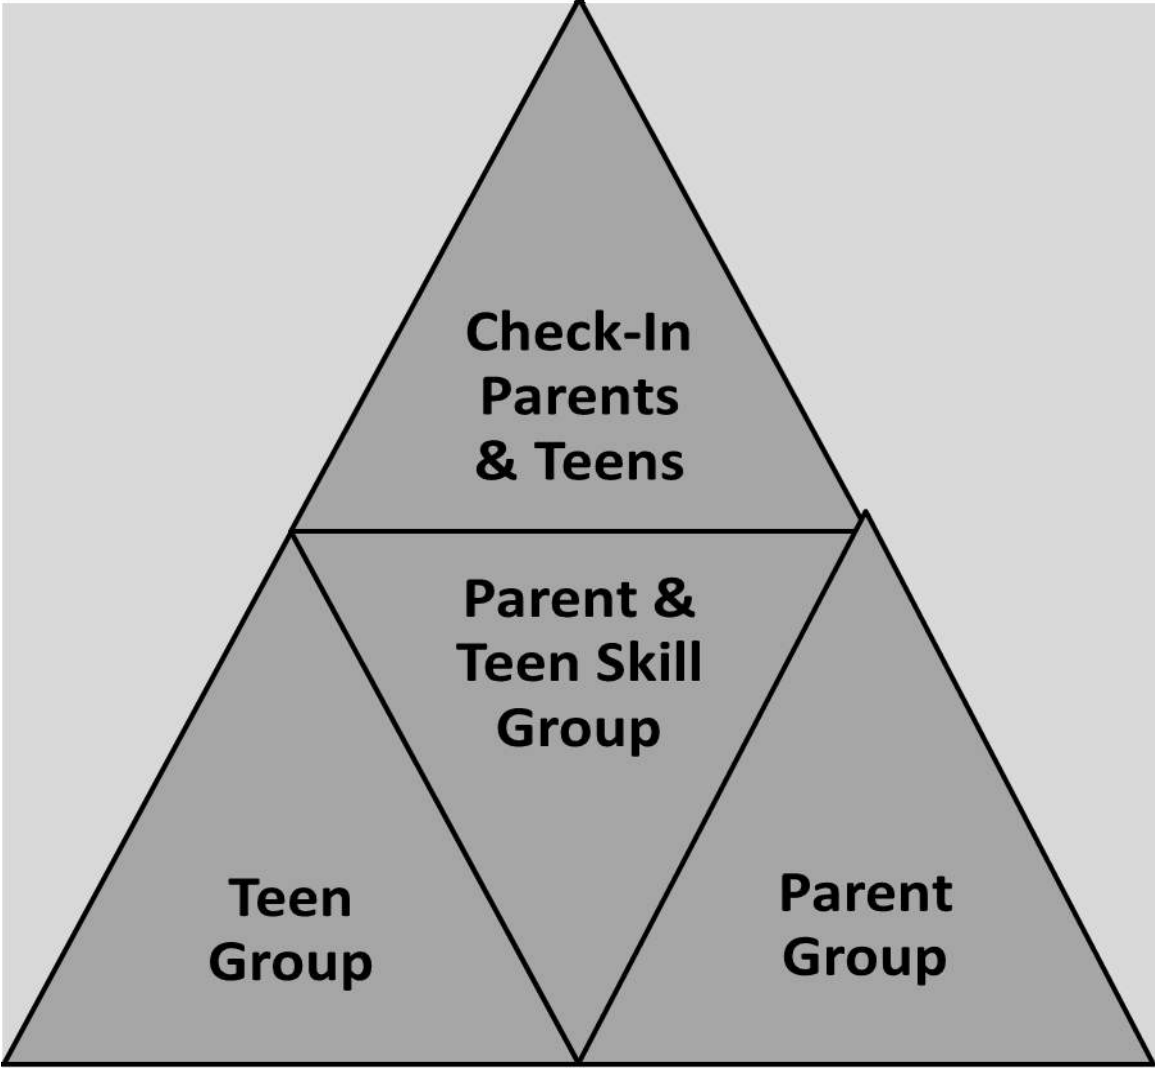 Check-In
Parents
& Teens
Parent &
Teen Skill
Group
Teen
Group
Parent
Group